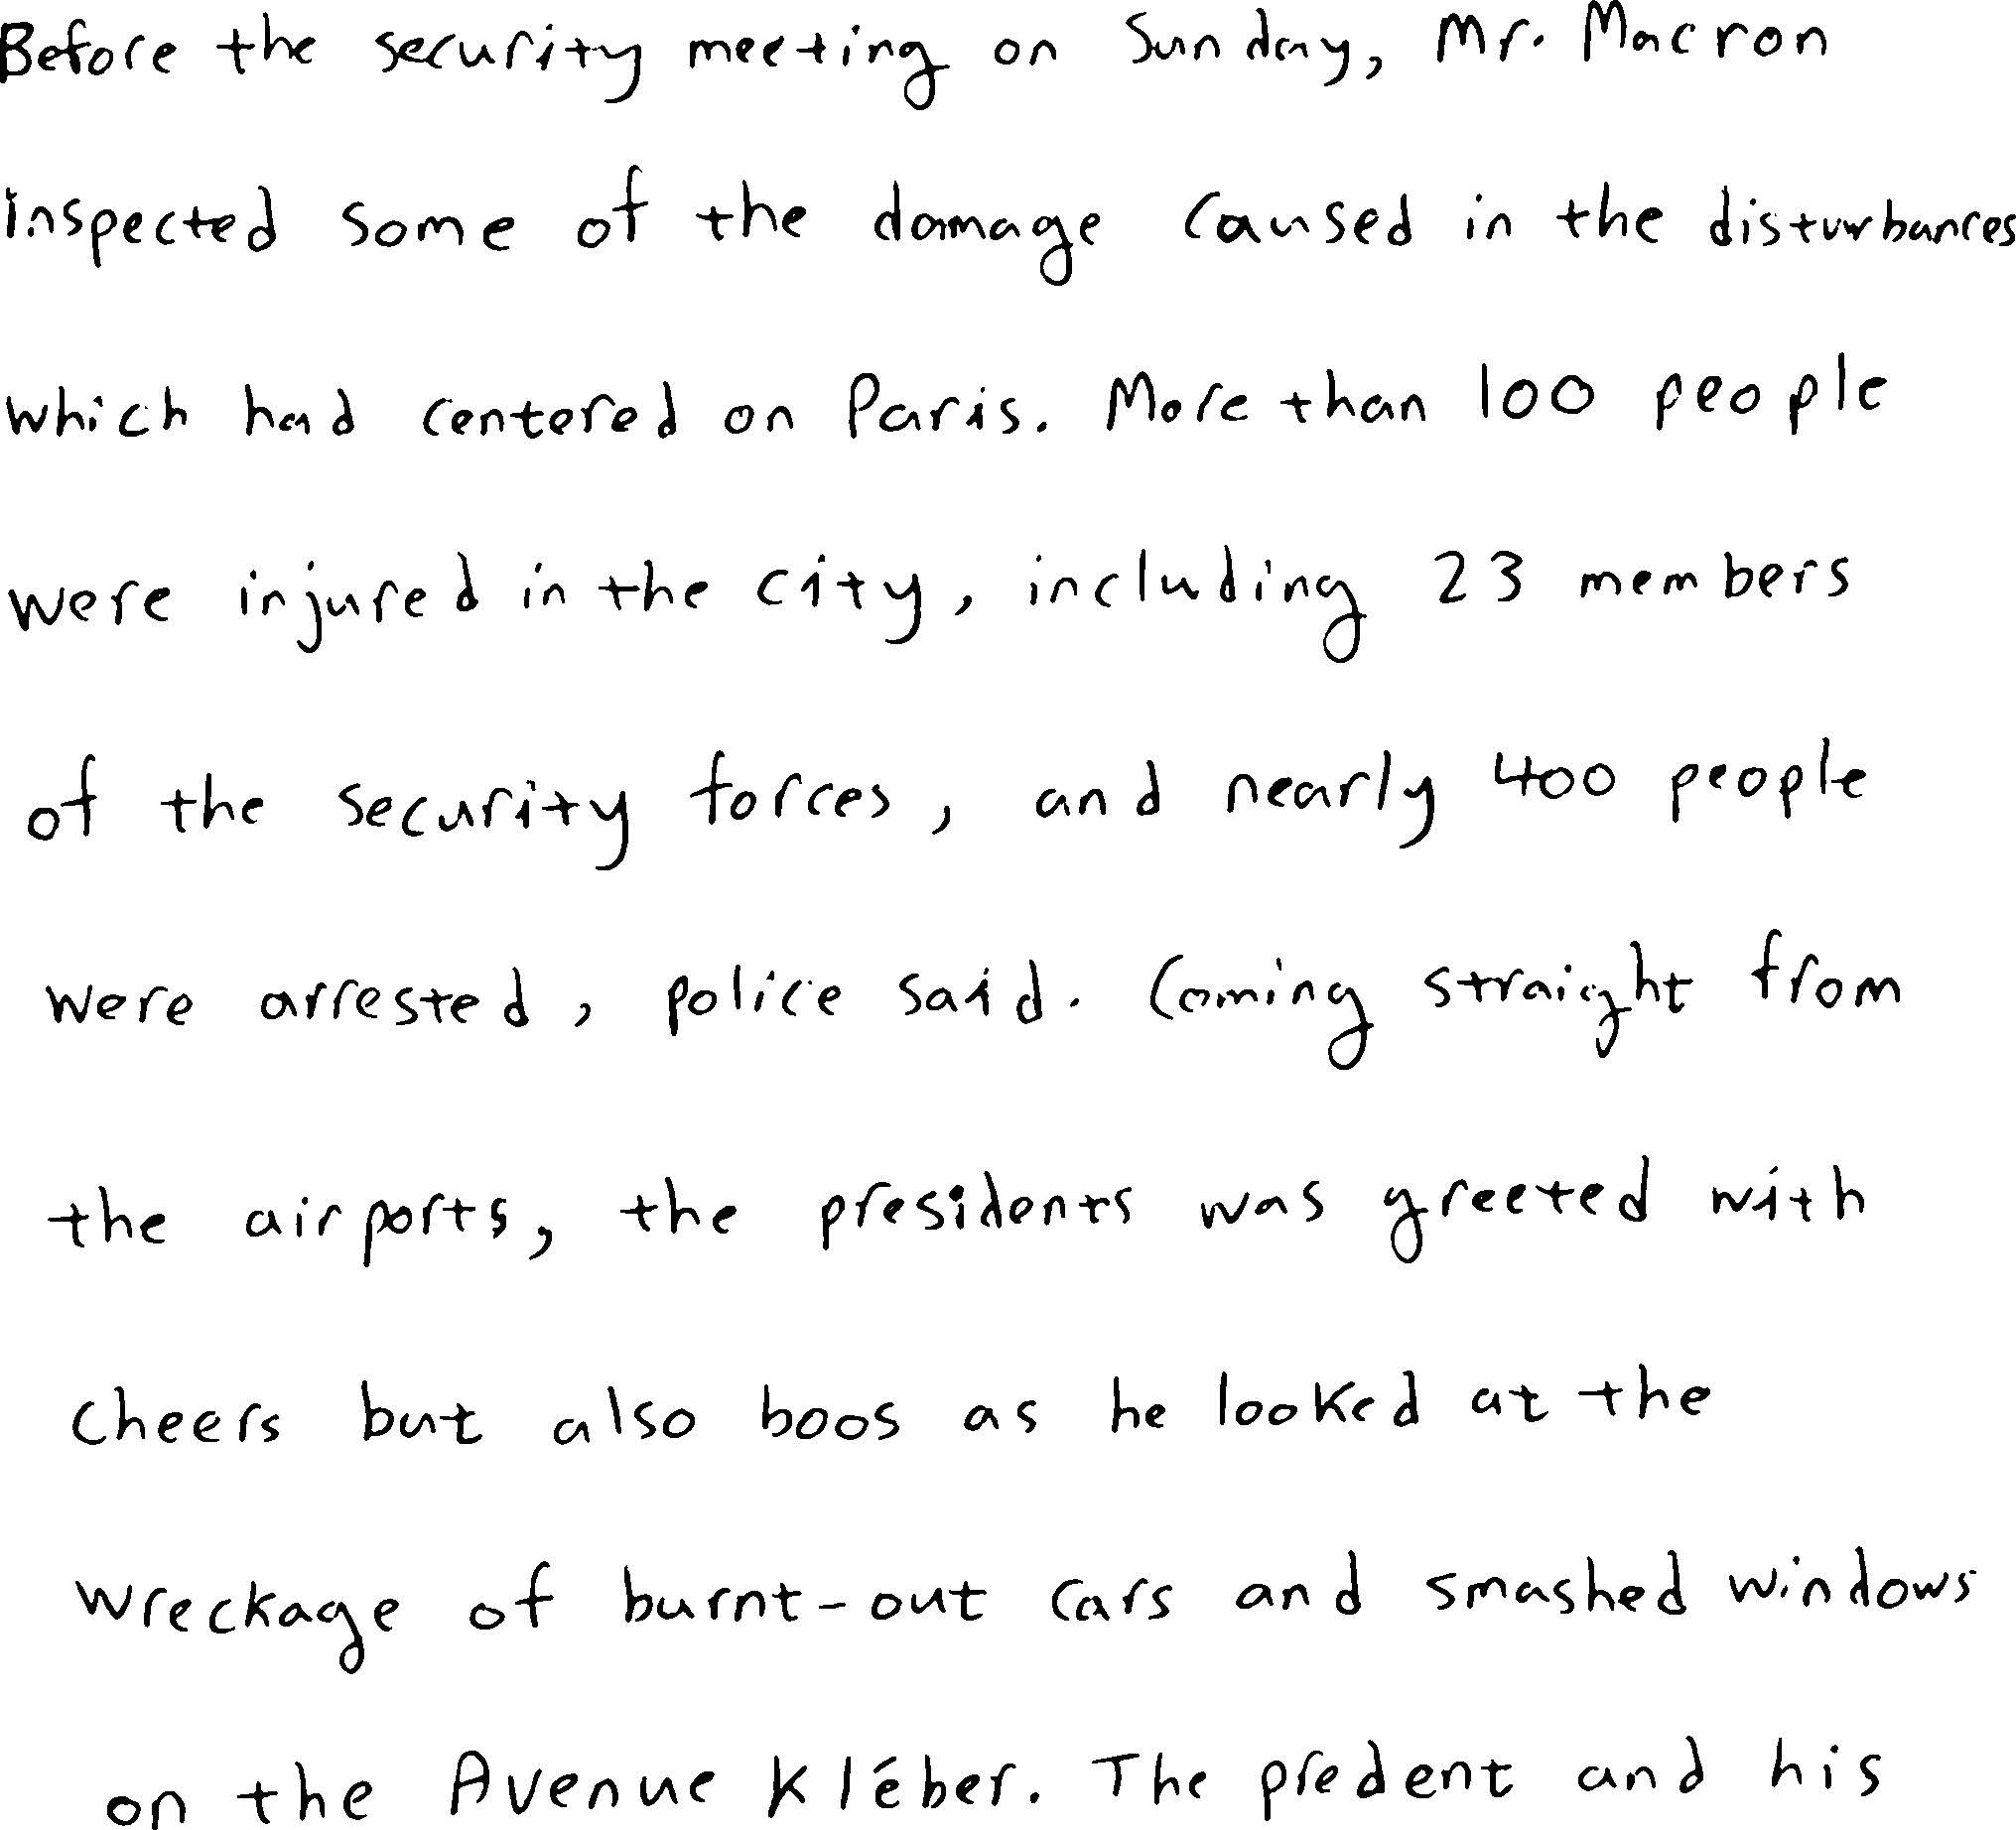 Before the security meeting on Sunday, Mr. Macron
inspected some of the damage caused in the disturbances
which had centered on Paris. More than 100 people
were injured in the city, including 23 members
of the security forces, and nearly 400 people
were arrested, police said. Coming straight from
the airports, the presidents was greeted with
cheers but also boos as he looked at the
wreckage of burnt-out cars and smashed windows
on the Avenue Kléber. The predent and his